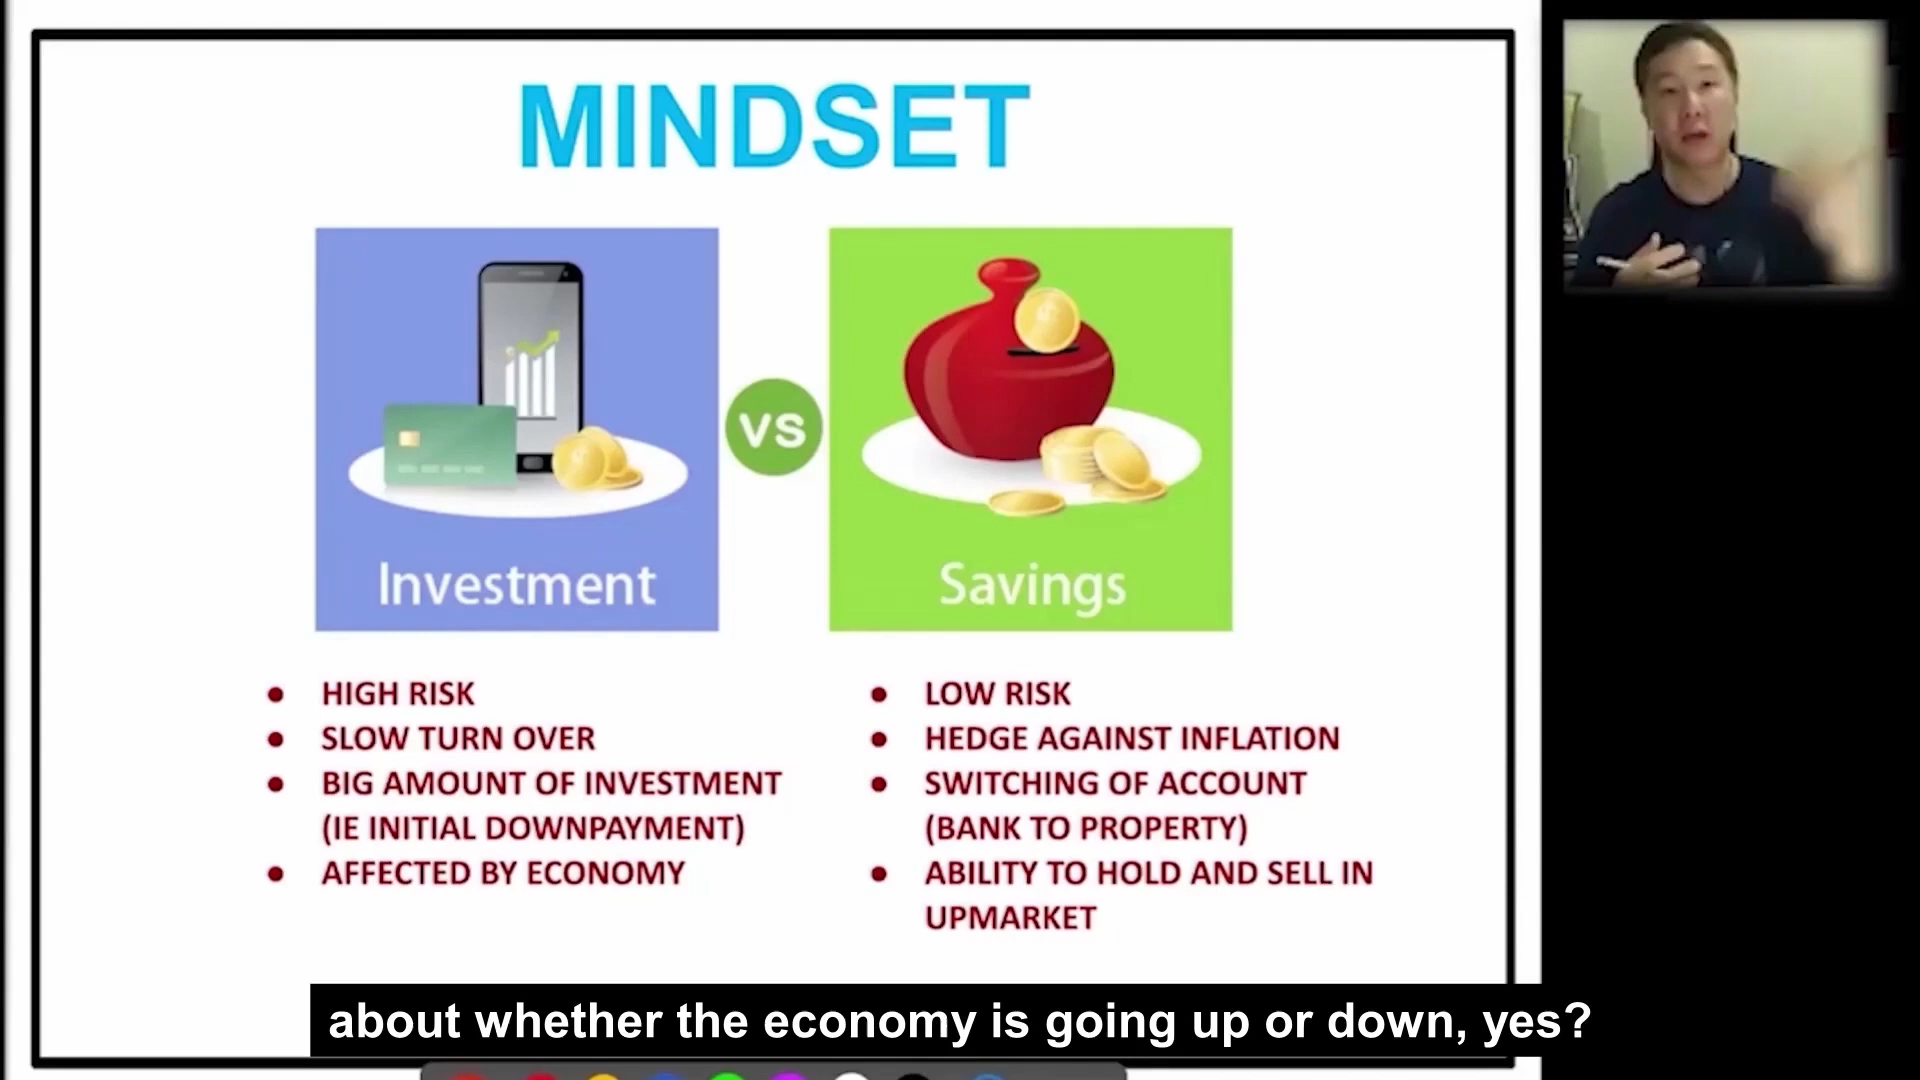 MINDSET
Investment
VS
Savings
● HIGH RISK
● SLOW TURN OVER
● BIG AMOUNT OF INVESTMENT
(IE INITIAL DOWNPAYMENT)
● AFFECTED BY ECONOMY
● LOW RISK
● HEDGE AGAINST INFLATION
● SWITCHING OF ACCOUNT
(BANK TO PROPERTY)
● ABILITY TO HOLD AND SELL IN
UPMARKET
about whether the economy is going up or down, yes?